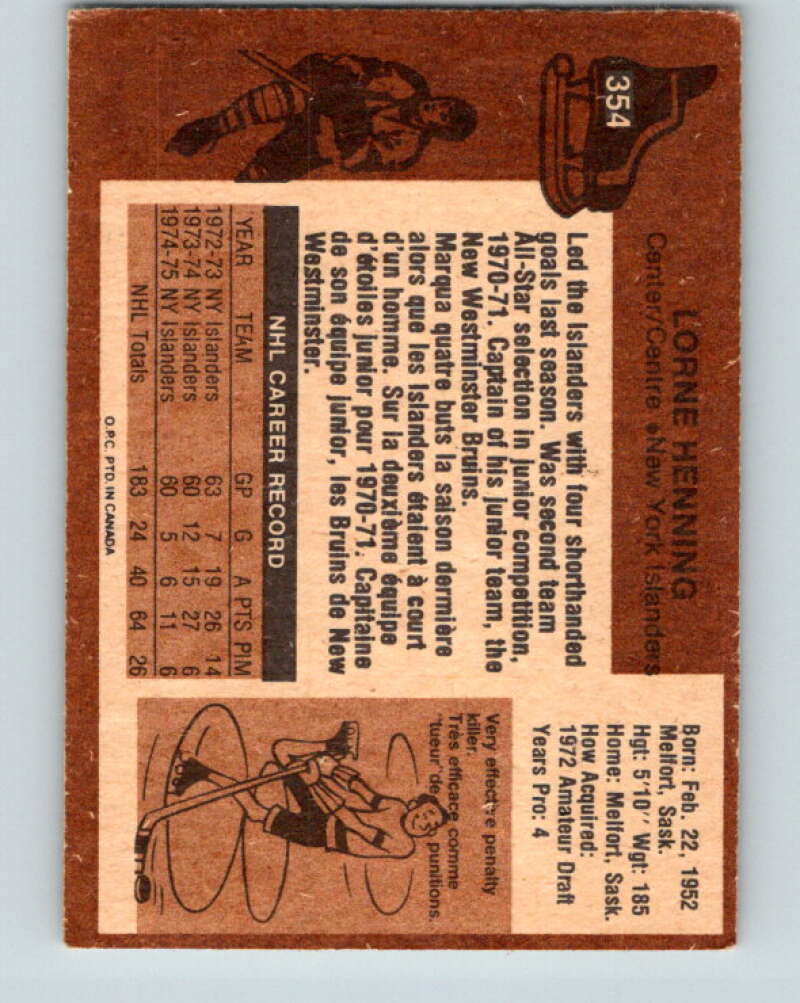 354
LORNE HENNING
Center/Centre • New York Islanders
Born: Feb. 22, 1952
Melfort, Sask.
Hgt: 5'10" Wgt: 185
Home: Melfort, Sask.
How Acquired:
1972 Amateur Draft
Years Pro: 4
Led the Islanders with four shorthanded
goals last season. Was second team
All-Star selection in junior competition,
1970-71. Captain of his junior team, the
New Westminster Bruins.
Marqua quatre buts la saison dermière
alors que les Islanders étaient à court
d'un homme. Sur la deuxième équipe
d'étoiles junior pour 1970-71. Capitaine
de son équipe junior, les Bruins de New
Westminster.
NHL CAREER RECORD
YEAR TEAM GP G A PTS PIM
1972-73 NY Islanders 63 7 19 26 14
1973-74 NY Islanders 60 12 15 27 6
1974-75 NY Islanders 60 5 6 11 6
NHL Totals 183 24 40 64 26
Very effective penalty
killer.
Très efficace comme
"tueur" de punitions.
O.P.C. PTD. IN CANADA